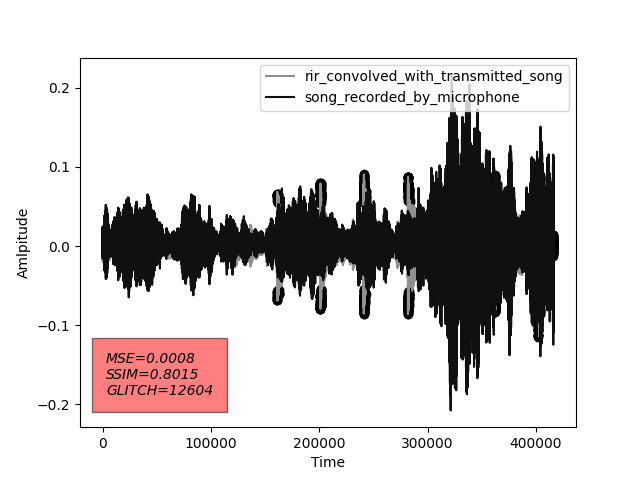 rir_convolved_with_transmitted_song
song_recorded_by_microphone
0.2
0.1
0.0
−0.1
−0.2
Amlpitude
MSE=0.0008
SSIM=0.8015
GLITCH=12604
0 100000 200000 300000 400000
Time